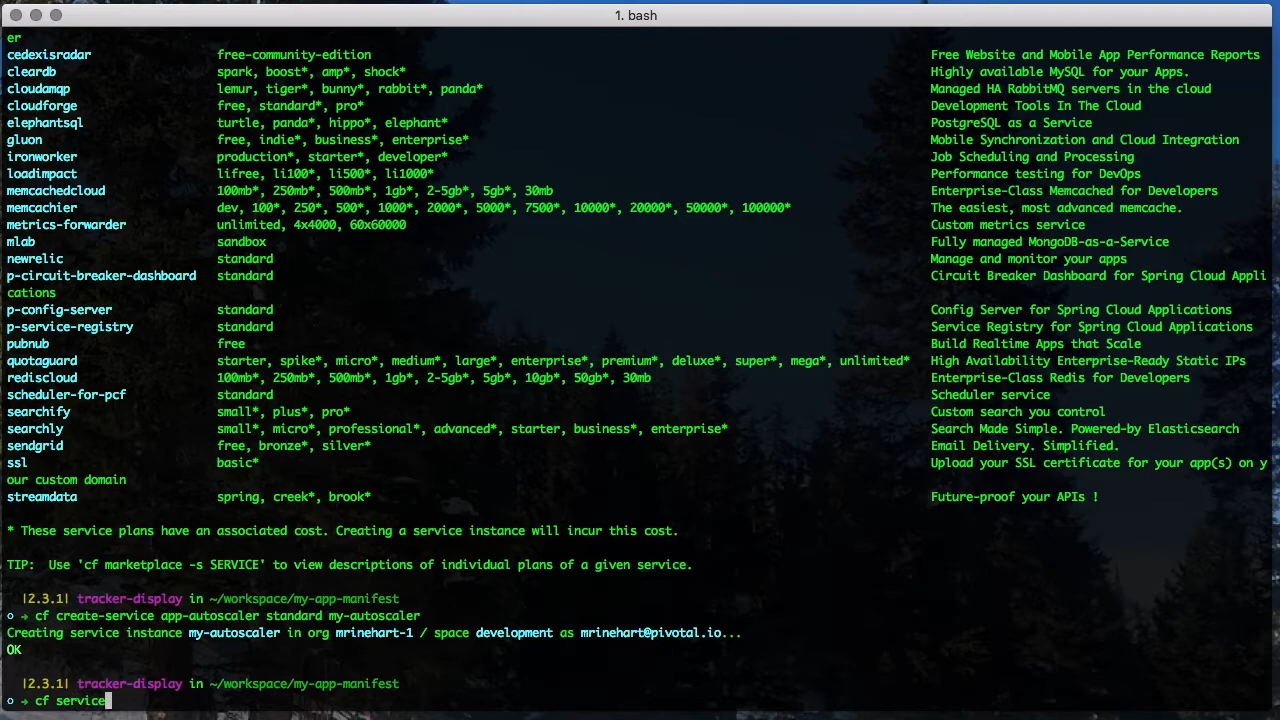 1. bash
er
cedexisradar free-community-edition Free Website and Mobile App Performance Reports
cleardb spark, boost*, amp*, shock* Highly available MySQL for your Apps.
cloudamqp lemur, tiger*, bunny*, rabbit*, panda* Managed HA RabbitMQ servers in the cloud
cloudforge free, standard*, pro* Development Tools In The Cloud
elephantsql turtle, panda*, hippo*, elephant* PostgreSQL as a Service
gluon free, indie*, business*, enterprise* Mobile Synchronization and Cloud Integration
ironworker production*, starter*, developer* Job Scheduling and Processing
loadimpact lifree, li100*, li500*, li1000* Performance testing for DevOps
memcachedcloud 100mb*, 250mb*, 500mb*, 1gb*, 2-5gb*, 5gb*, 30mb Enterprise-Class Memcached for Developers
memcachier dev, 100*, 250*, 500*, 1000*, 2000*, 5000*, 7500*, 10000*, 20000*, 50000*, 100000* The easiest, most advanced memcache.
metrics-forwarder unlimited, 4x4000, 60x60000 Custom metrics service
mlab sandbox Fully managed MongoDB-as-a-Service
newrelic standard Manage and monitor your apps
p-circuit-breaker-dashboard standard Circuit Breaker Dashboard for Spring Cloud Appli
cations
p-config-server standard Config Server for Spring Cloud Applications
p-service-registry standard Service Registry for Spring Cloud Applications
pubnub free Build Realtime Apps that Scale
quotaguard starter, spike*, micro*, medium*, large*, enterprise*, premium*, deluxe*, super*, mega*, unlimited* High Availability Enterprise-Ready Static IPs
rediscloud 100mb*, 250mb*, 500mb*, 1gb*, 2-5gb*, 5gb*, 10gb*, 50gb*, 30mb Enterprise-Class Redis for Developers
scheduler-for-pcf standard Scheduler service
searchify small*, plus*, pro* Custom search you control
searchly small*, micro*, professional*, advanced*, starter, business*, enterprise* Search Made Simple. Powered-by Elasticsearch
sendgrid free, bronze*, silver* Email Delivery. Simplified.
ssl basic* Upload your SSL certificate for your app(s) on y
our custom domain
streamdata spring, creek*, brook* Future-proof your APIs !
* These service plans have an associated cost. Creating a service instance will incur this cost.
TIP: Use 'cf marketplace -s SERVICE' to view descriptions of individual plans of a given service.
|2.3.1| tracker-display in ~/workspace/my-app-manifest
○ → cf create-service app-autoscaler standard my-autoscaler
Creating service instance my-autoscaler in org mrinehart-1 / space development as mrinehart@pivotal.io...
OK
|2.3.1| tracker-display in ~/workspace/my-app-manifest
○ → cf service